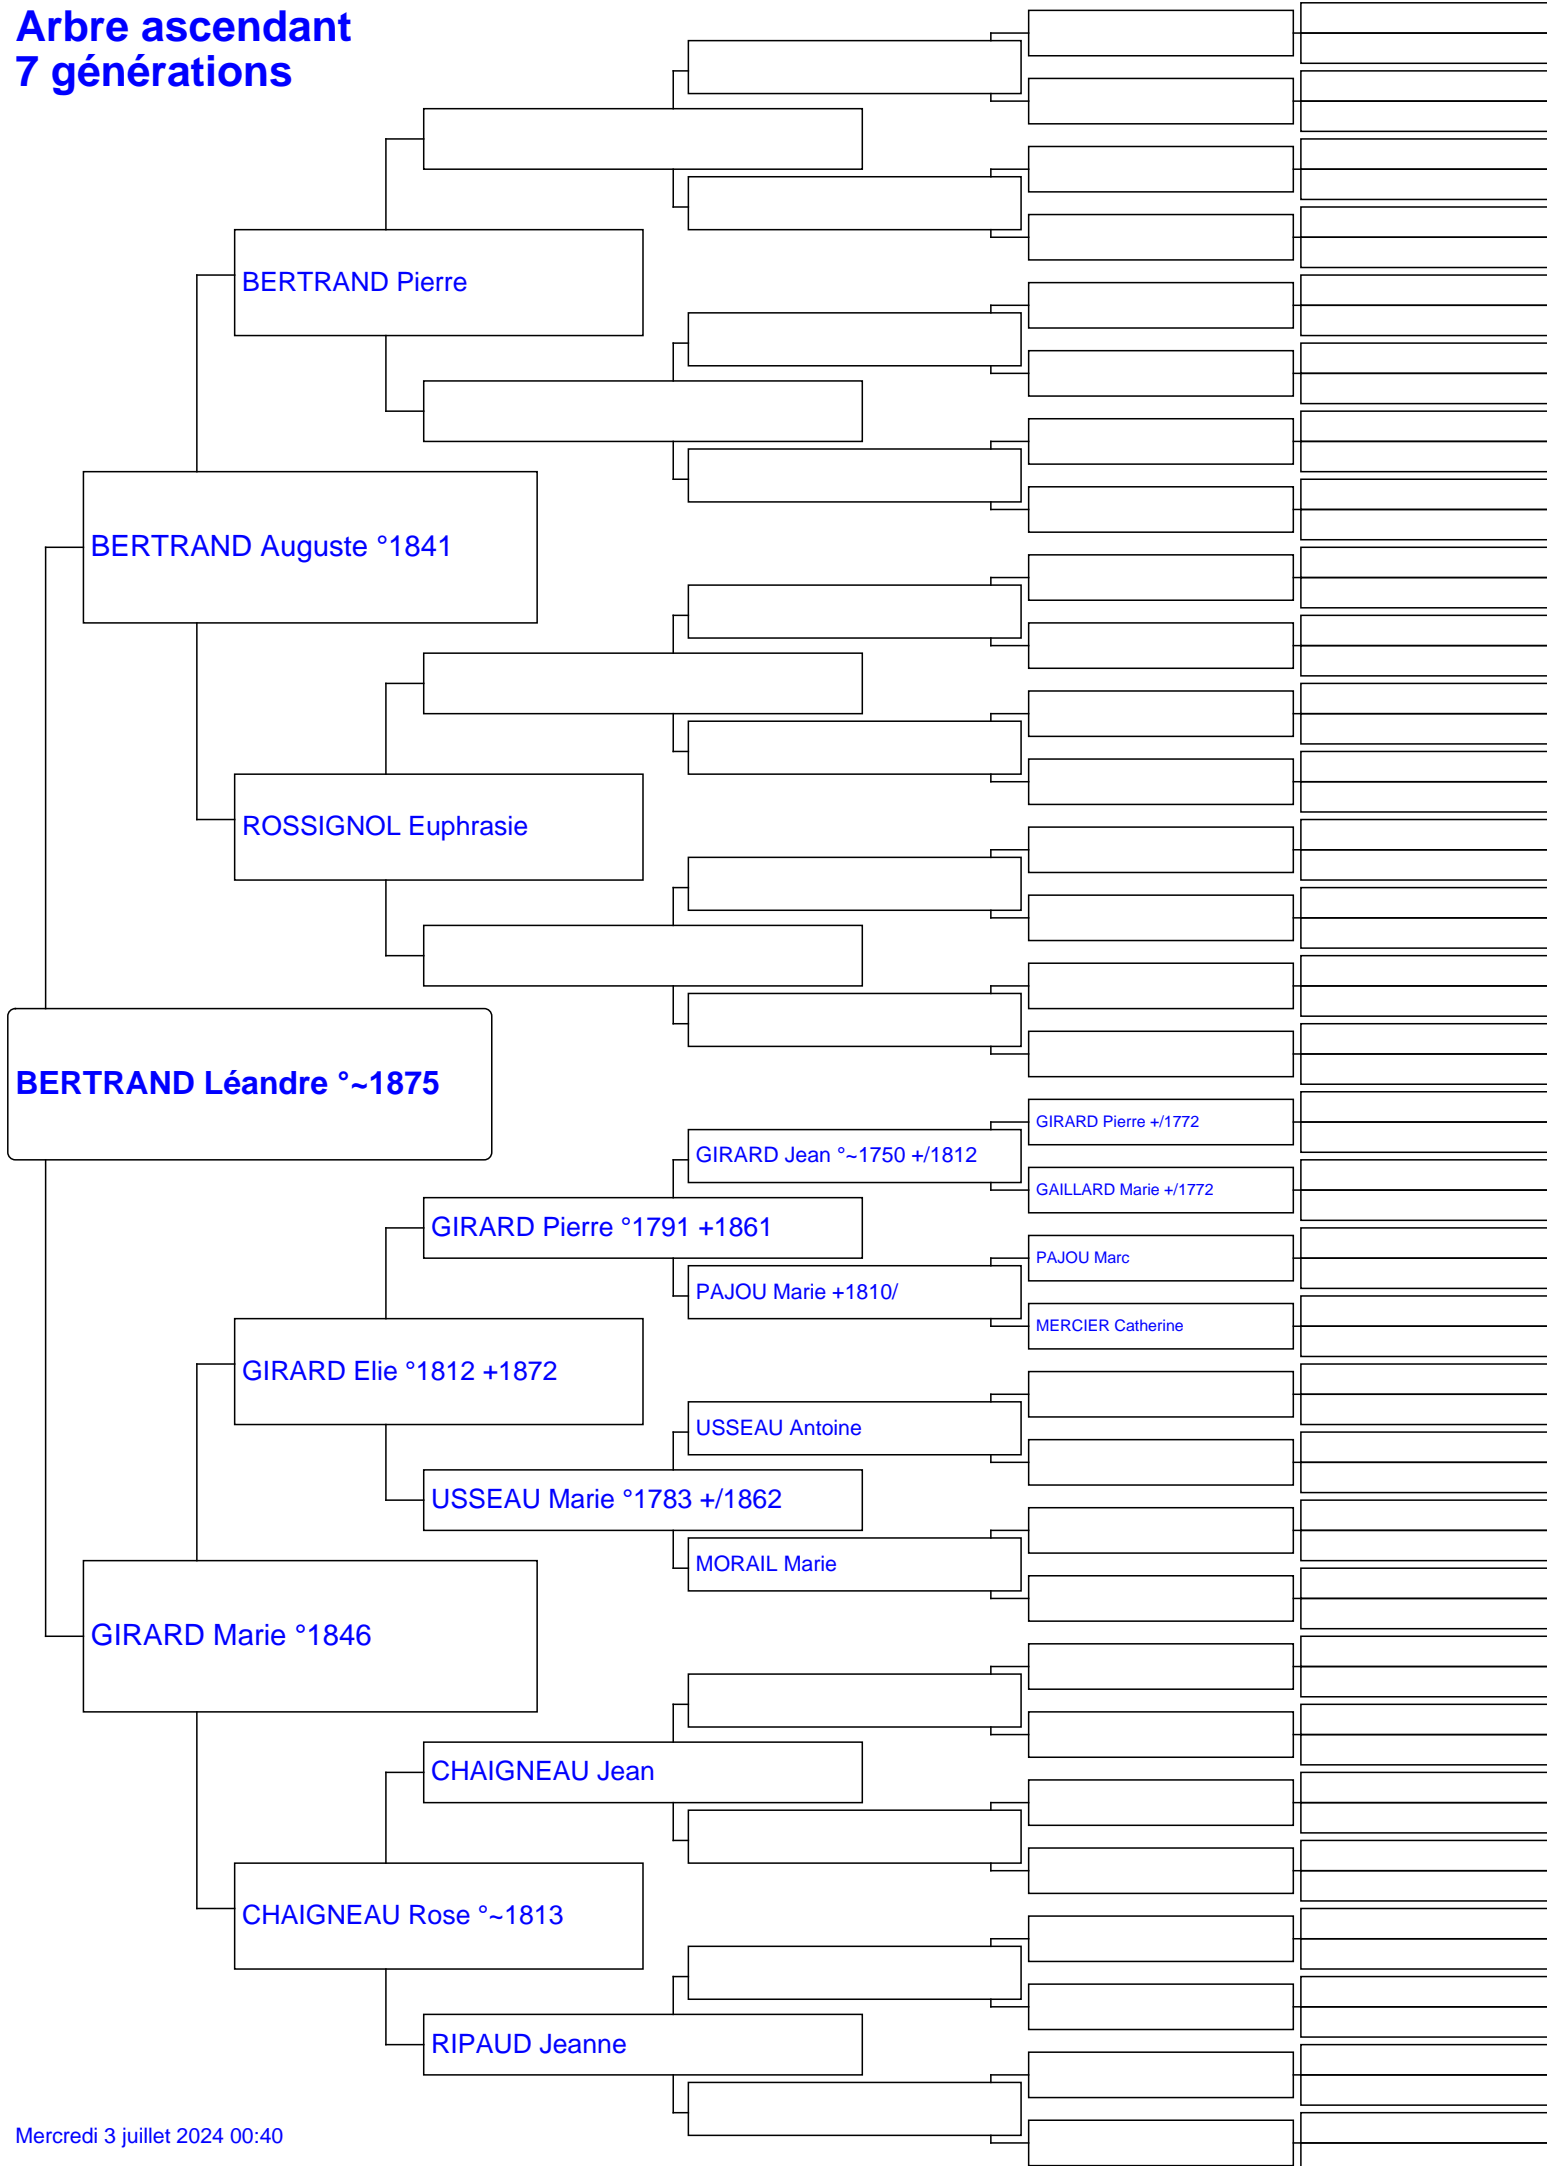 Arbre ascendant
7 générations
BERTRAND Pierre
BERTRAND Auguste °1841
ROSSIGNOL Euphrasie
BERTRAND Léandre °~1875
GIRARD Pierre +/1772
GIRARD Jean °~1750 +/1812
GAILLARD Marie +/1772
GIRARD Pierre °1791 +1861
PAJOU Marc
PAJOU Marie +1810/
MERCIER Catherine
GIRARD Elie °1812 +1872
USSEAU Antoine
USSEAU Marie °1783 +/1862
MORAIL Marie
GIRARD Marie °1846
CHAIGNEAU Jean
CHAIGNEAU Rose °~1813
RIPAUD Jeanne
Mercredi 3 juillet 2024 00:40